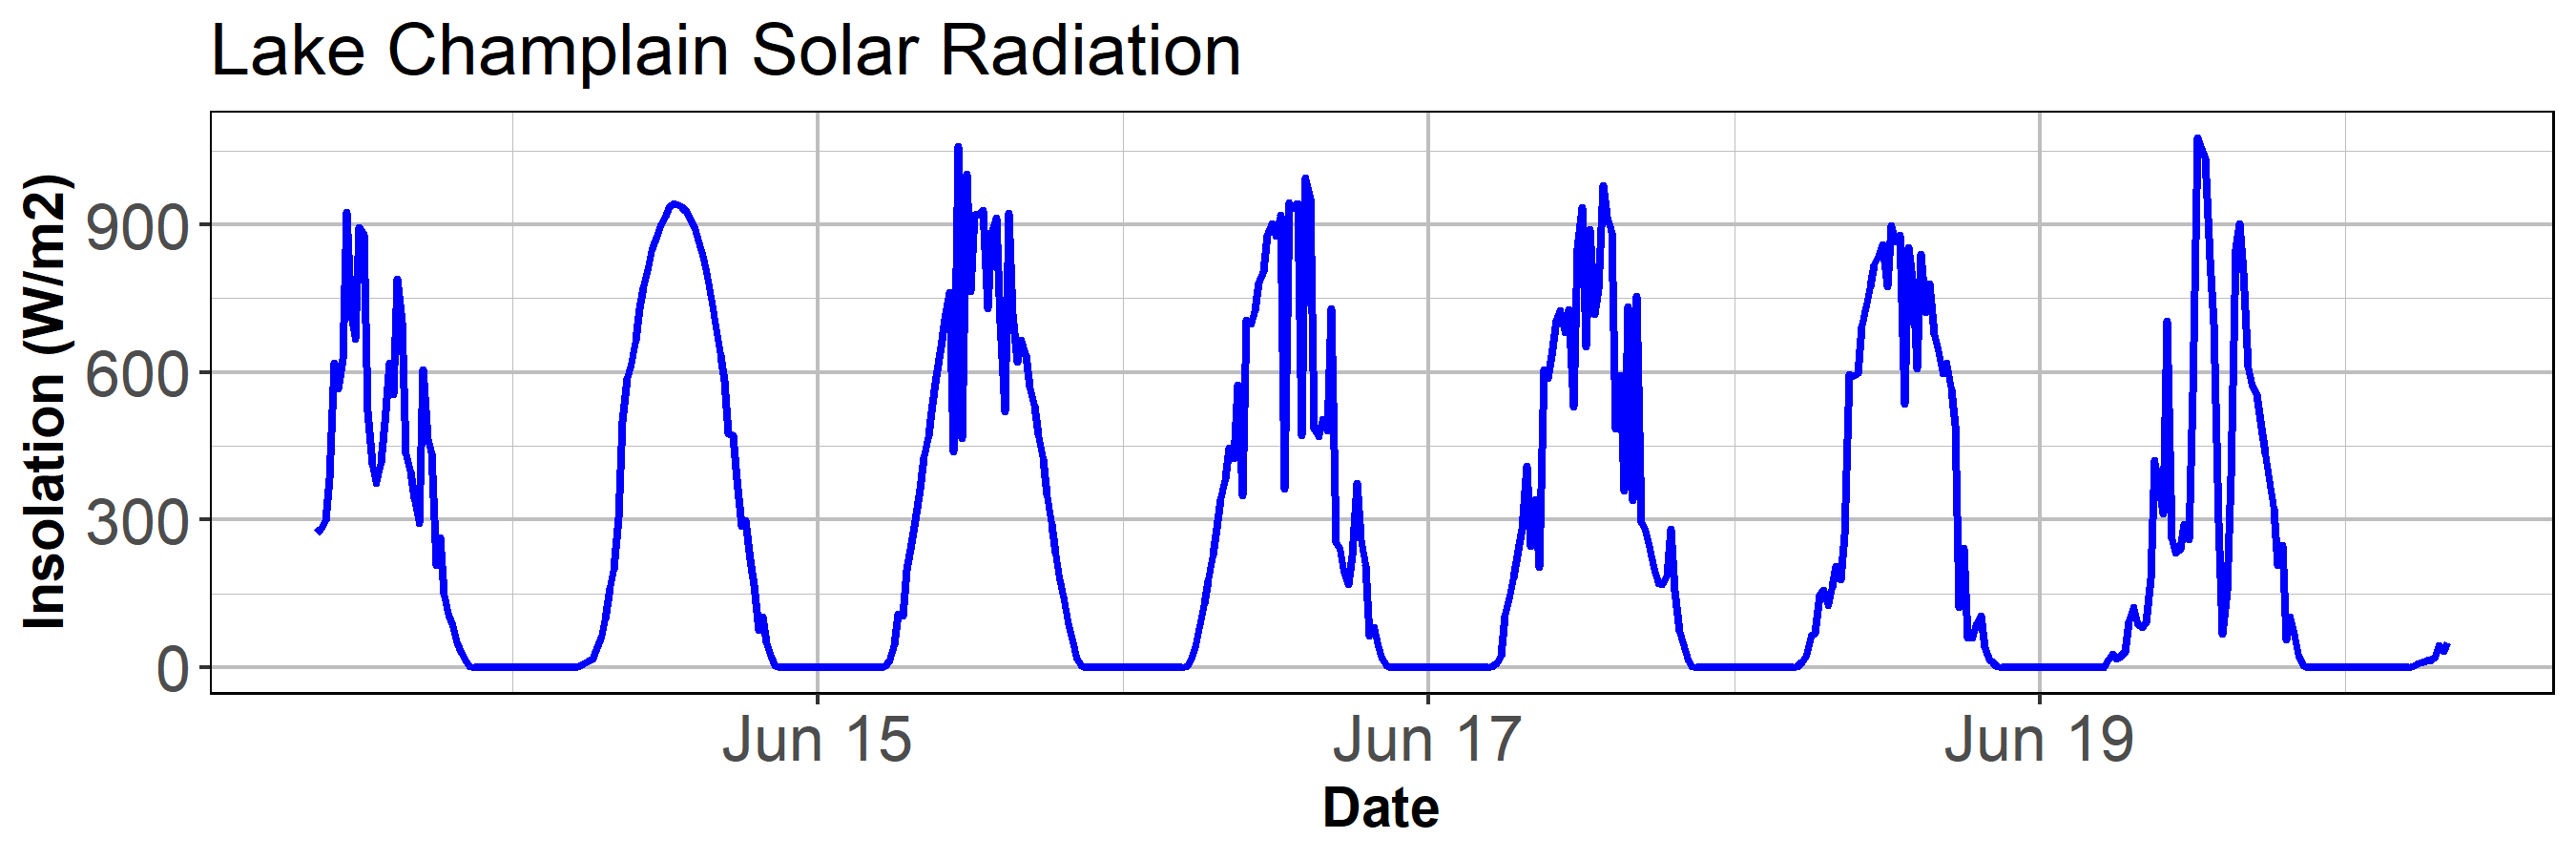 Lake Champlain Solar Radiation
Insolation (W/m2)
900
600
300
0
Jun 15
Jun 17
Jun 19
Date